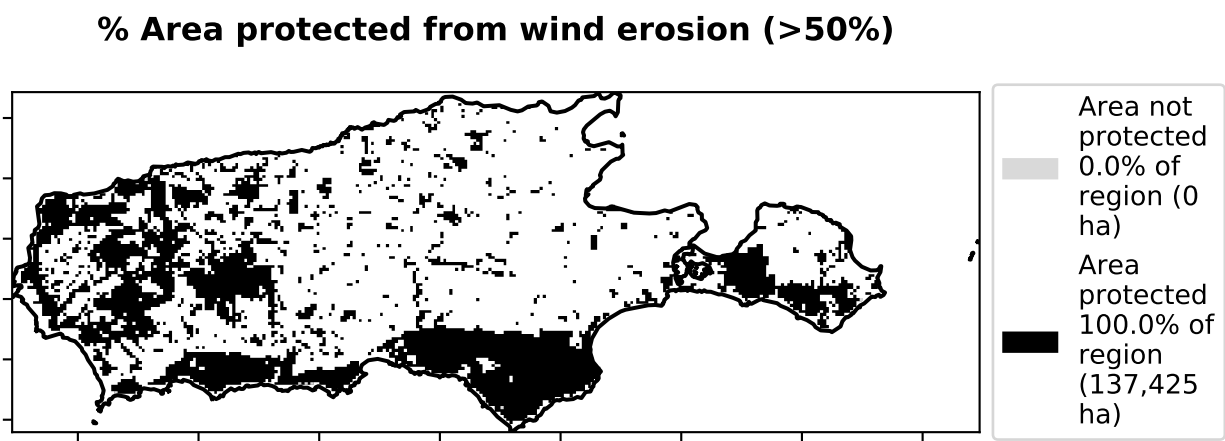 % Area protected from wind erosion (>50%)
Area not
protected
0.0% of
region (0
ha)
Area
protected
100.0% of
region
(137,425
ha)